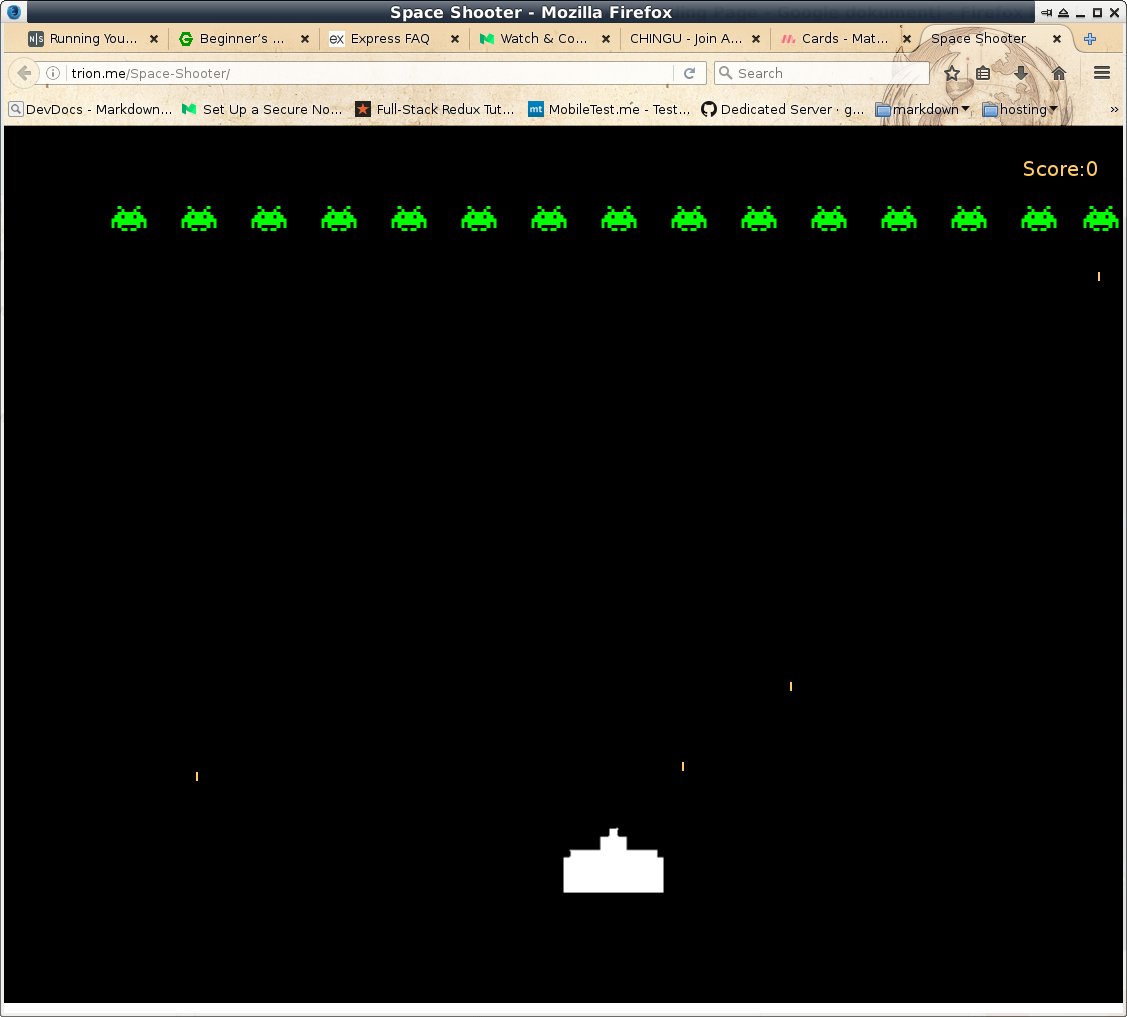 Space Shooter - Mozilla Firefox
N|S Running You... Beginner's ... ex Express FAQ Watch & Co... CHINGU - Join A... Cards - Mat... Space Shooter
trion.me/Space-Shooter/ Search
DevDocs - Markdown... Set Up a Secure No... Full-Stack Redux Tut... mt MobileTest.me - Test... Dedicated Server · g... markdown hosting »
Score:0